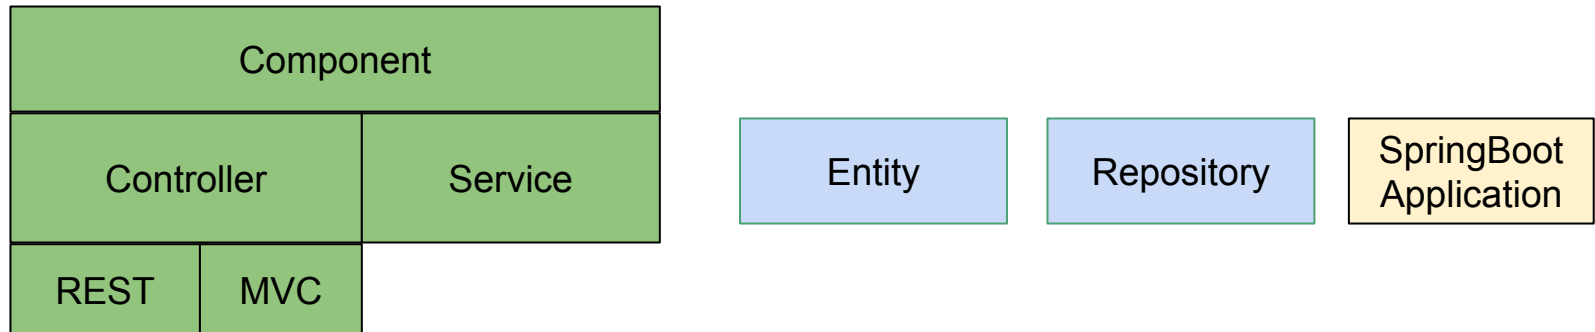 Component
Controller
Service
Entity
Repository
SpringBoot
Application
REST
MVC